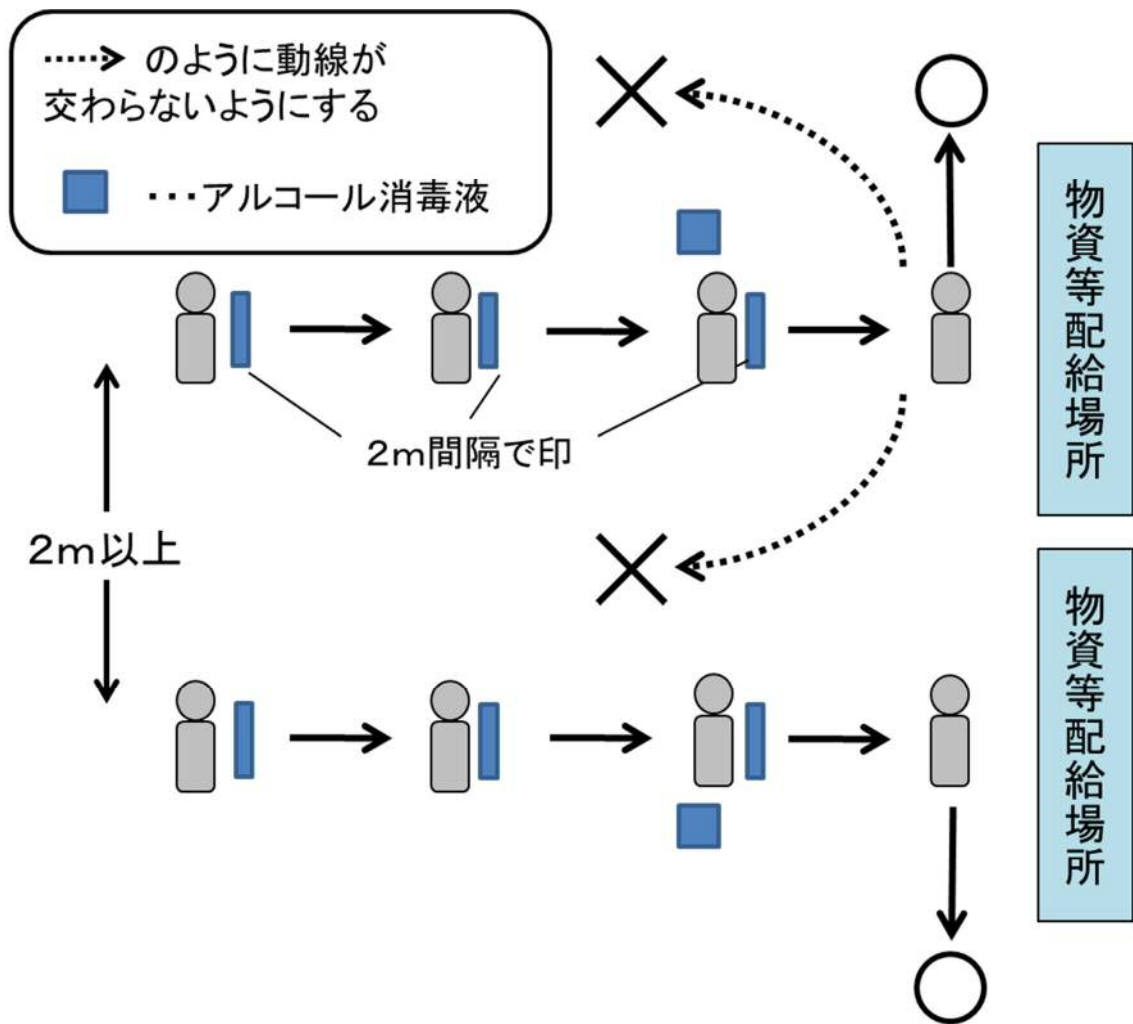 ·····> のように動線が
交わらないようにする
･･･アルコール消毒液
物資等配給場所
2m間隔で印
2m以上
物資等配給場所